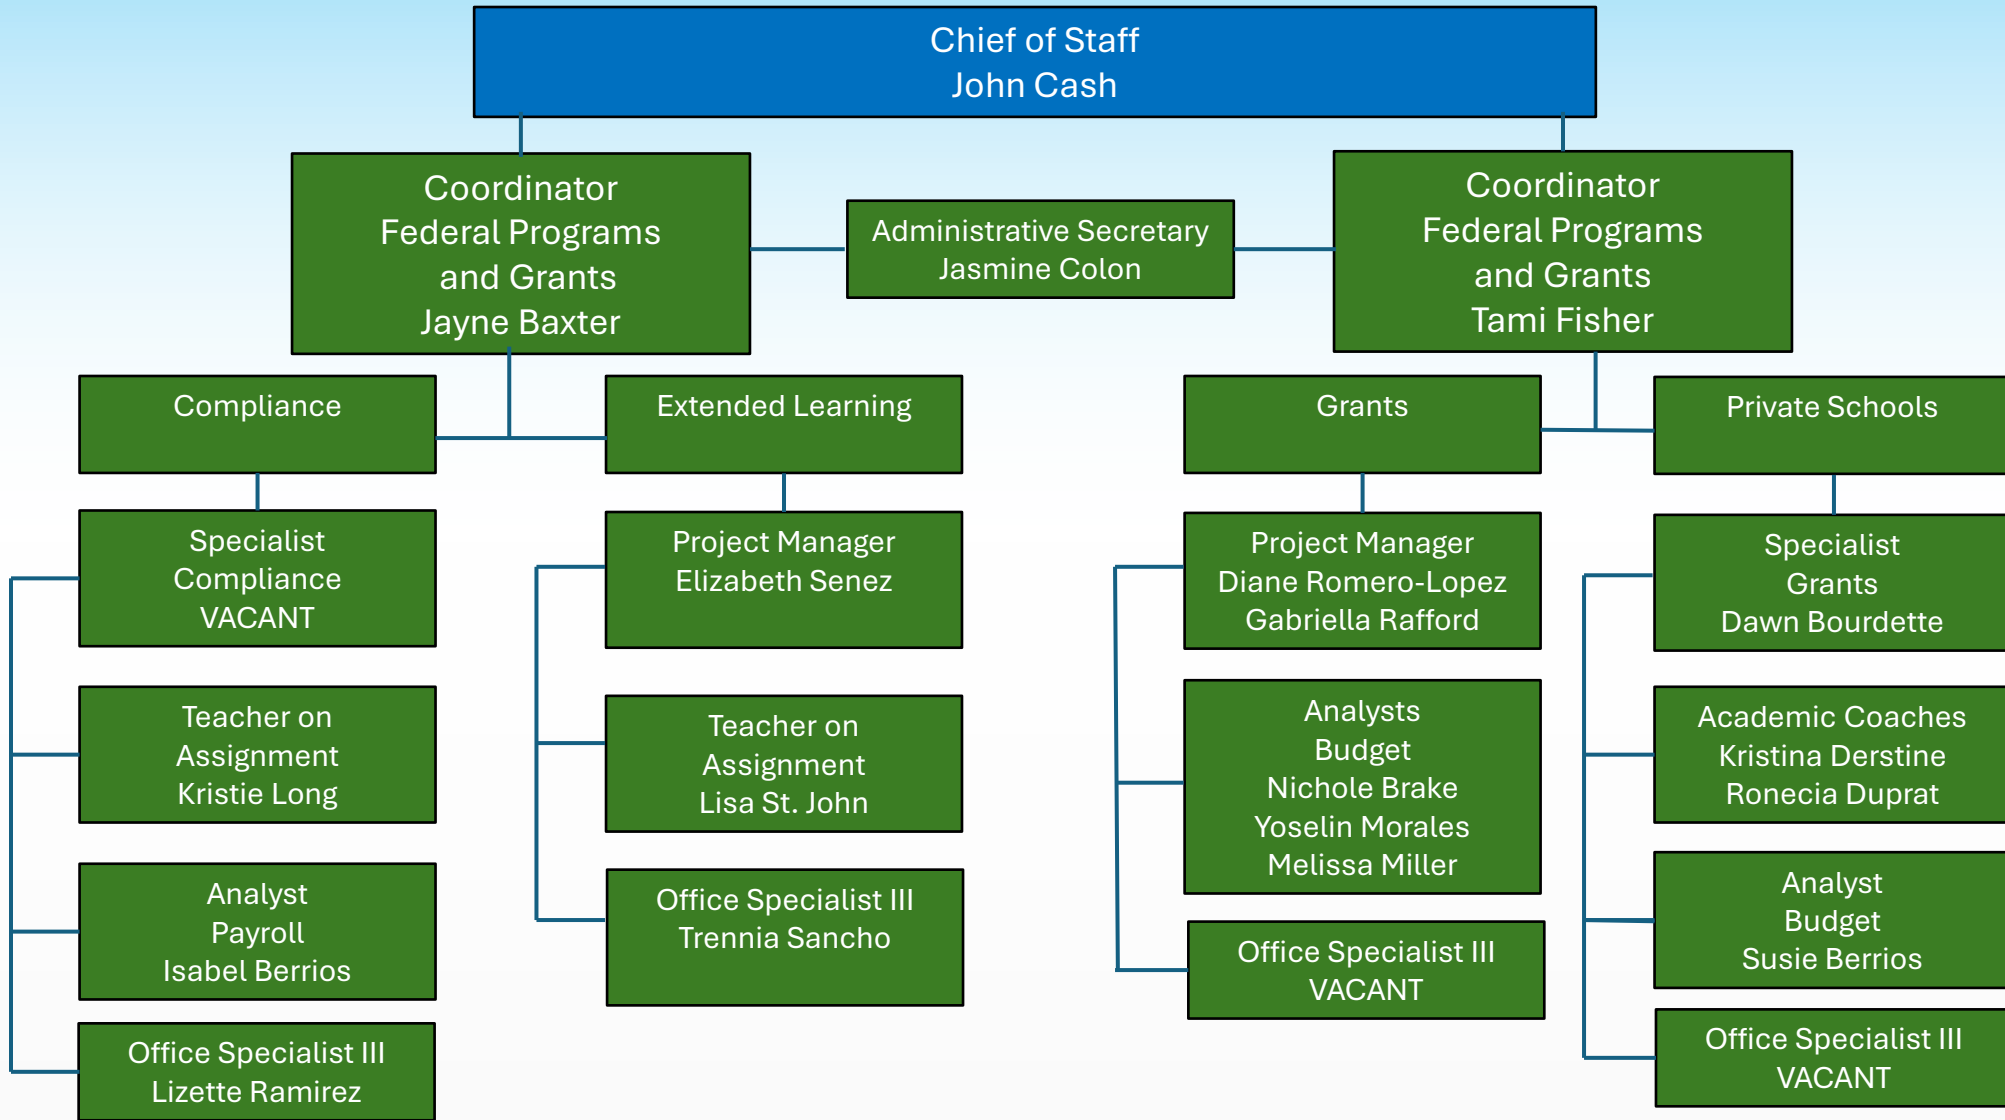 Chief of Staff
John Cash
Coordinator
Federal Programs
and Grants
Jayne Baxter
Administrative Secretary
Jasmine Colon
Coordinator
Federal Programs
and Grants
Tami Fisher
Compliance
Extended Learning
Grants
Private Schools
Specialist
Compliance
VACANT
Project Manager
Elizabeth Senez
Project Manager
Diane Romero-Lopez
Gabriella Rafford
Specialist
Grants
Dawn Bourdette
Teacher on
Assignment
Kristie Long
Teacher on
Assignment
Lisa St. John
Analysts
Budget
Nichole Brake
Yoselin Morales
Melissa Miller
Academic Coaches
Kristina Derstine
Ronecia Duprat
Analyst
Payroll
Isabel Berrios
Office Specialist III
Trennia Sancho
Office Specialist III
VACANT
Analyst
Budget
Susie Berrios
Office Specialist III
Lizette Ramirez
Office Specialist III
VACANT